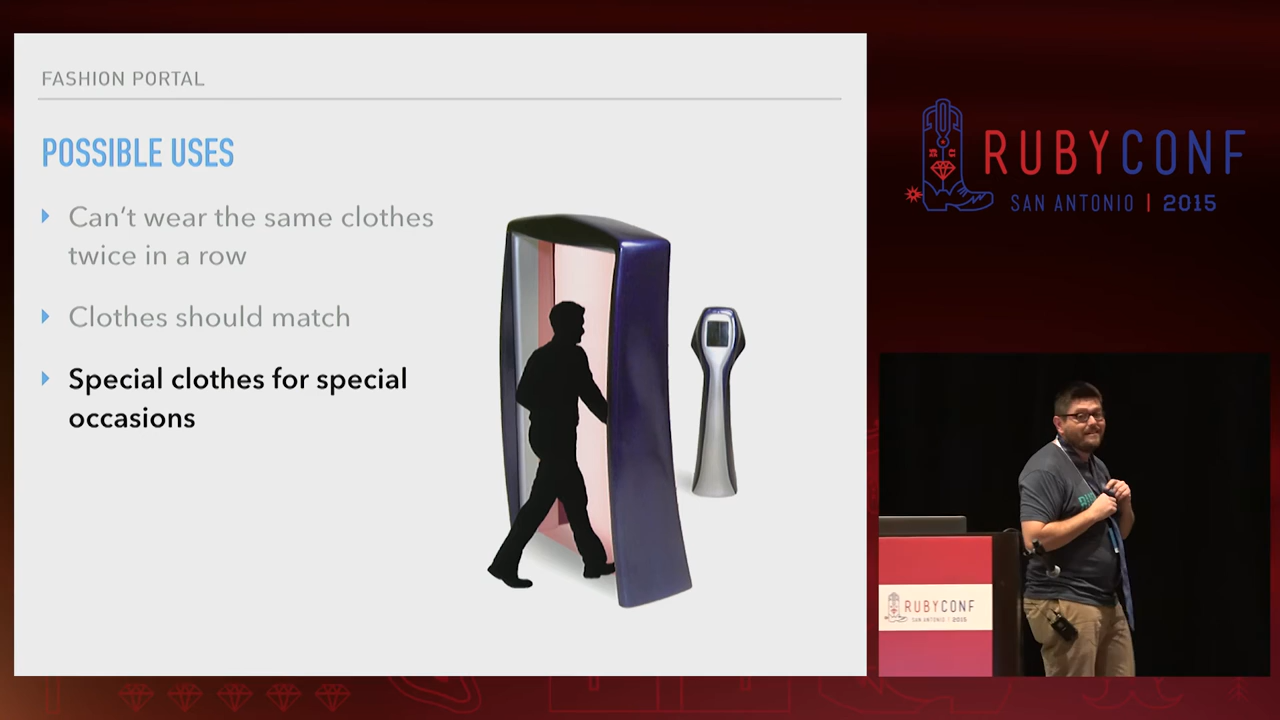 FASHION PORTAL
POSSIBLE USES
Can't wear the same clothes
twice in a row
Clothes should match
Special clothes for special
occasions
RUBYCONF
SAN ANTONIO | 2015
RUBYCONF
SAN ANTONIO | 2015